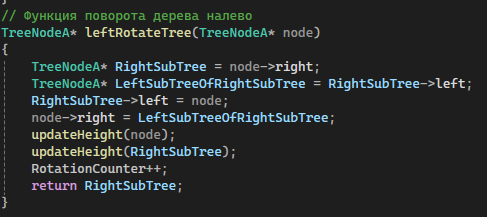 // Функция поворота дерева налево
TreeNodeA* leftRotateTree(TreeNodeA* node)
{
TreeNodeA* RightSubTree = node->right;
TreeNodeA* LeftSubTreeOfRightSubTree = RightSubTree->left;
RightSubTree->left = node;
node->right = LeftSubTreeOfRightSubTree;
updateHeight(node);
updateHeight(RightSubTree);
RotationCounter++;
return RightSubTree;
}